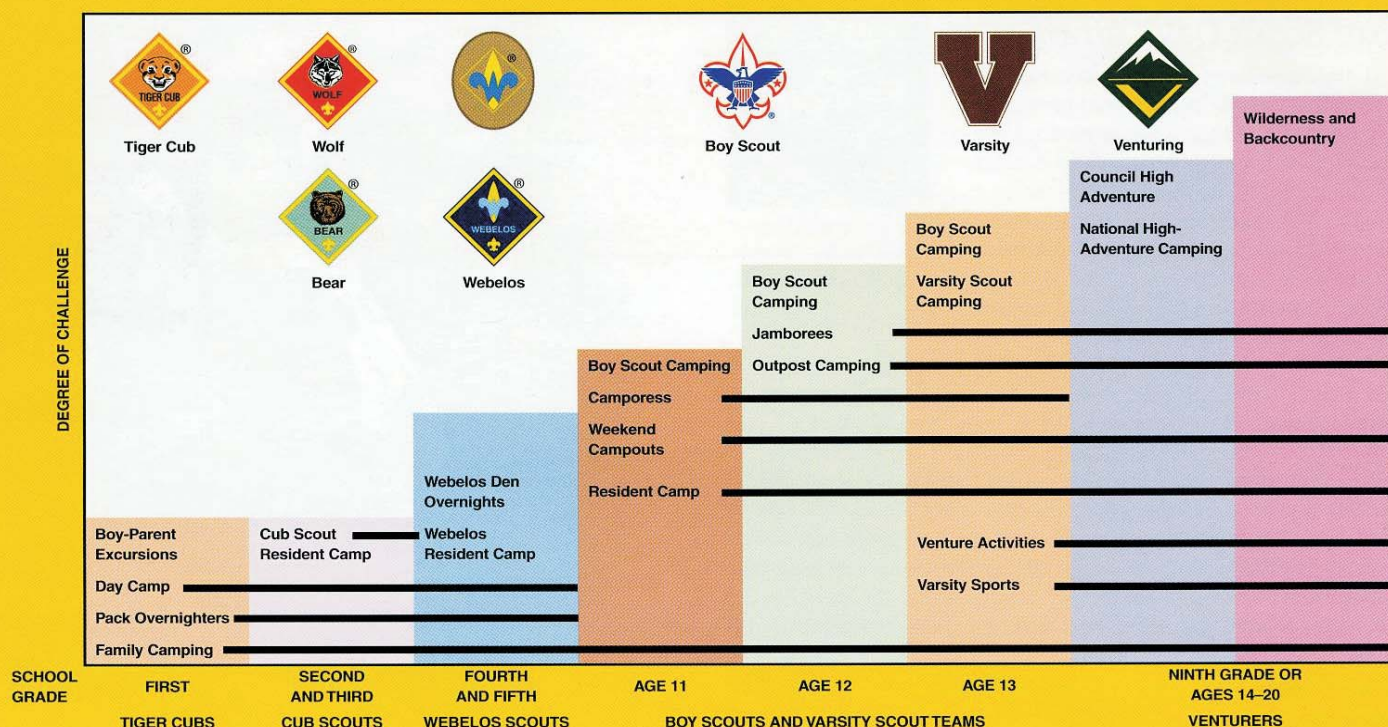 ®
TIGER CUB
Tiger Cub
®
WOLF
Wolf
®
W
®
Boy Scout
V
Varsity
Venturing
®
BEAR
Bear
®
WEBELOS
Webelos
DEGREE OF CHALLENGE
Boy-Parent
Excursions
Day Camp
Pack Overnighters
Family Camping
Cub Scout
Resident Camp
Webelos Den
Overnights
Webelos
Resident Camp
Boy Scout Camping
Camporess
Weekend
Campouts
Resident Camp
Boy Scout
Camping
Jamborees
Outpost Camping
Boy Scout
Camping
Varsity Scout
Camping
Venture Activities
Varsity Sports
Council High
Adventure
National High-
Adventure Camping
Wilderness and
Backcountry
SCHOOL
GRADE
FIRST
SECOND
AND THIRD
FOURTH
AND FIFTH
AGE 11
AGE 12
AGE 13
NINTH GRADE OR
AGES 14–20
TIGER CUBS
CUB SCOUTS
WEBELOS SCOUTS
BOY SCOUTS AND VARSITY SCOUT TEAMS
VENTURERS